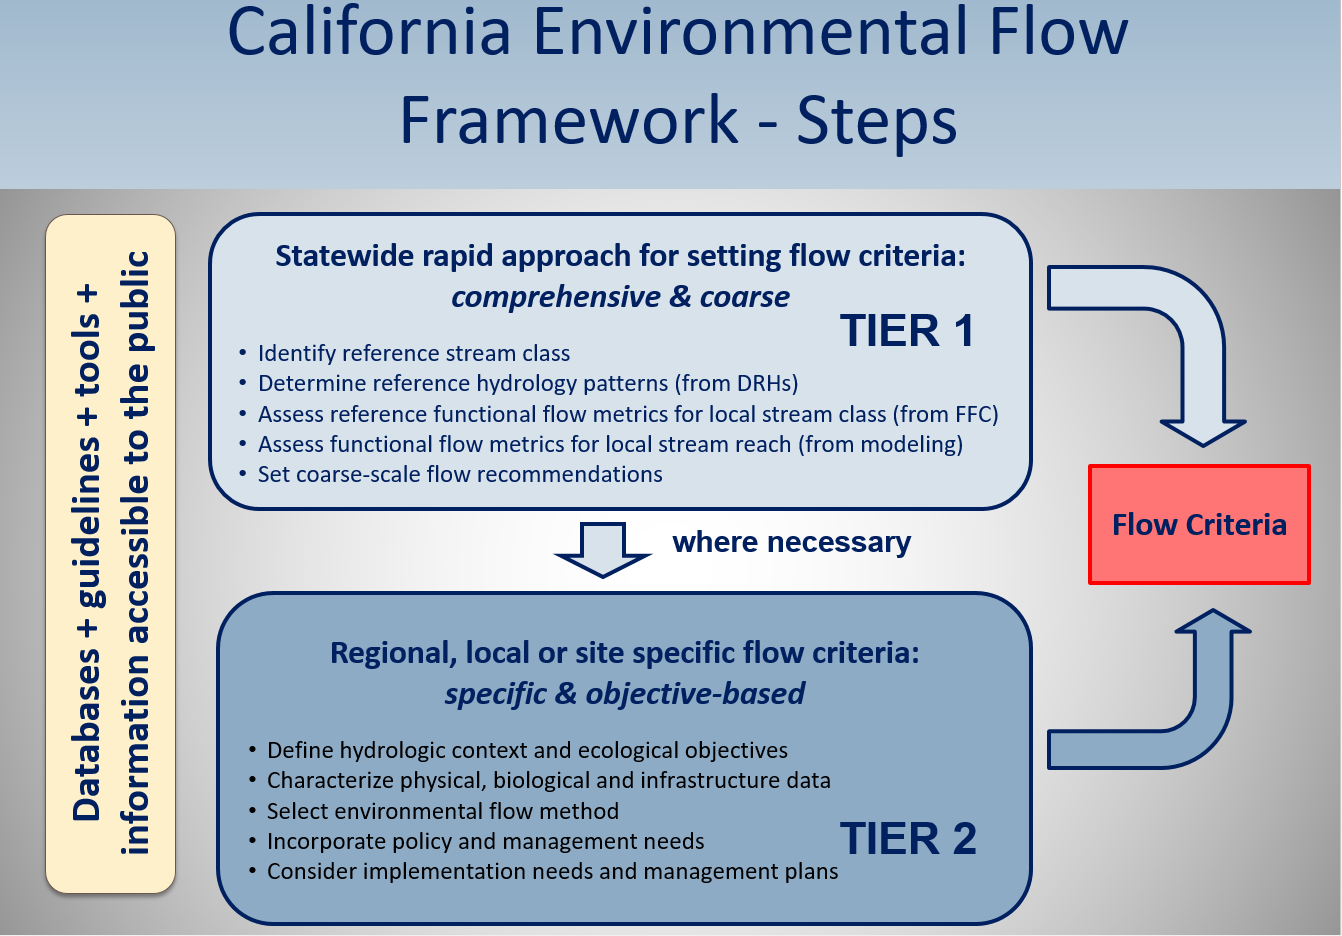 California Environmental Flow
Framework - Steps
Databases + guidelines + tools +
information accessible to the public
Statewide rapid approach for setting flow criteria:
comprehensive & coarse
TIER 1
• Identify reference stream class
• Determine reference hydrology patterns (from DRHs)
• Assess reference functional flow metrics for local stream class (from FFC)
• Assess functional flow metrics for local stream reach (from modeling)
• Set coarse-scale flow recommendations
where necessary
Flow Criteria
Regional, local or site specific flow criteria:
specific & objective-based
• Define hydrologic context and ecological objectives
• Characterize physical, biological and infrastructure data
• Select environmental flow method
• Incorporate policy and management needs
TIER 2
• Consider implementation needs and management plans